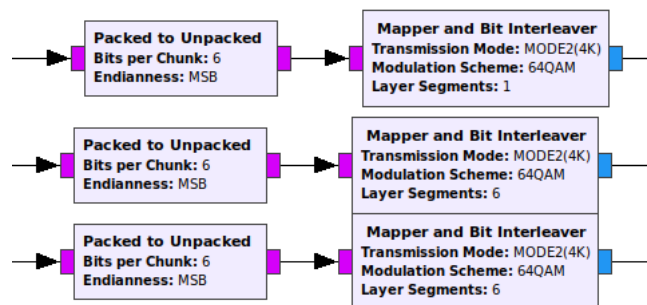 Packed to Unpacked
Bits per Chunk: 6
Endianness: MSB
Mapper and Bit Interleaver
Transmission Mode: MODE2(4K)
Modulation Scheme: 64QAM
Layer Segments: 1
Packed to Unpacked
Bits per Chunk: 6
Endianness: MSB
Mapper and Bit Interleaver
Transmission Mode: MODE2(4K)
Modulation Scheme: 64QAM
Layer Segments: 6
Packed to Unpacked
Bits per Chunk: 6
Endianness: MSB
Mapper and Bit Interleaver
Transmission Mode: MODE2(4K)
Modulation Scheme: 64QAM
Layer Segments: 6